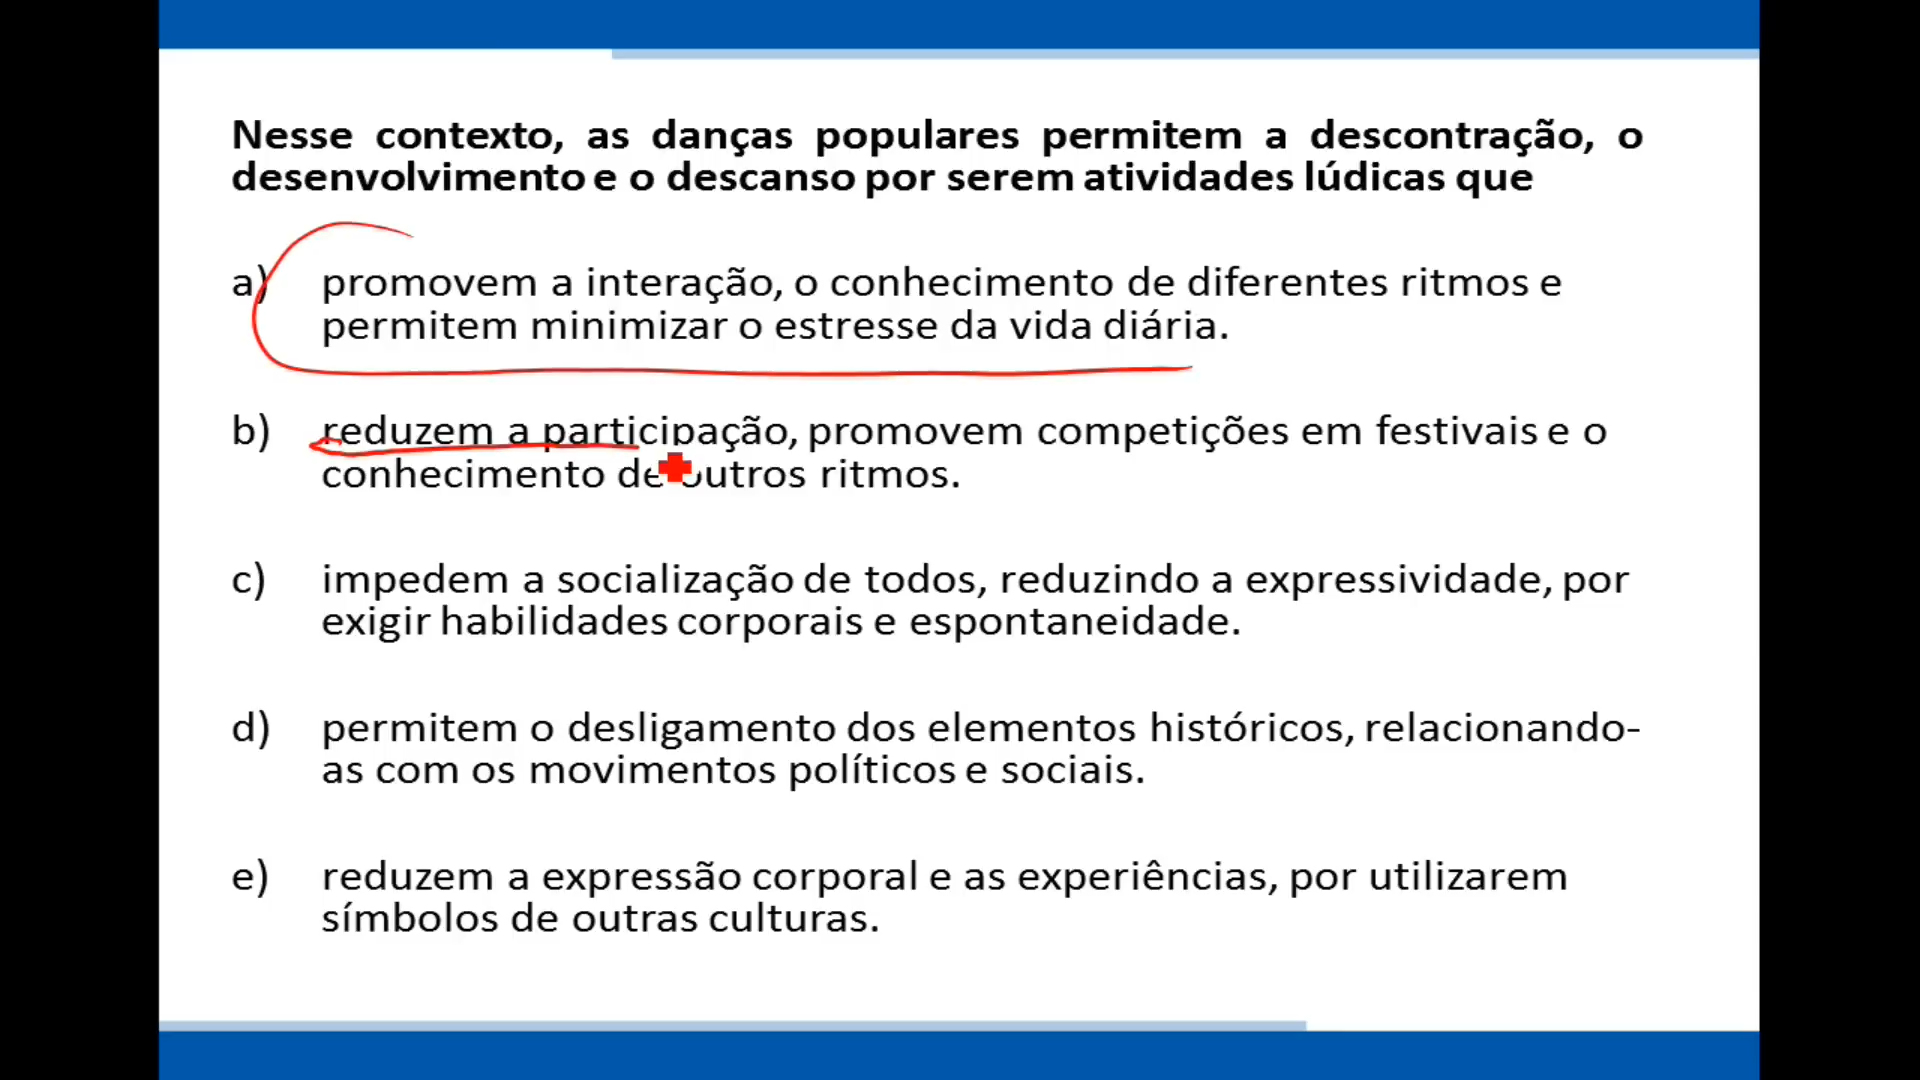 Nesse contexto, as danças populares permitem a descontração, o
desenvolvimento e o descanso por serem atividades lúdicas que
a) promovem a interação, o conhecimento de diferentes ritmos e
permitem minimizar o estresse da vida diária.
b) reduzem a participação, promovem competições em festivais e o
conhecimento de outros ritmos.
c) impedem a socialização de todos, reduzindo a expressividade, por
exigir habilidades corporais e espontaneidade.
d) permitem o desligamento dos elementos históricos, relacionando-
as com os movimentos políticos e sociais.
e) reduzem a expressão corporal e as experiências, por utilizarem
símbolos de outras culturas.